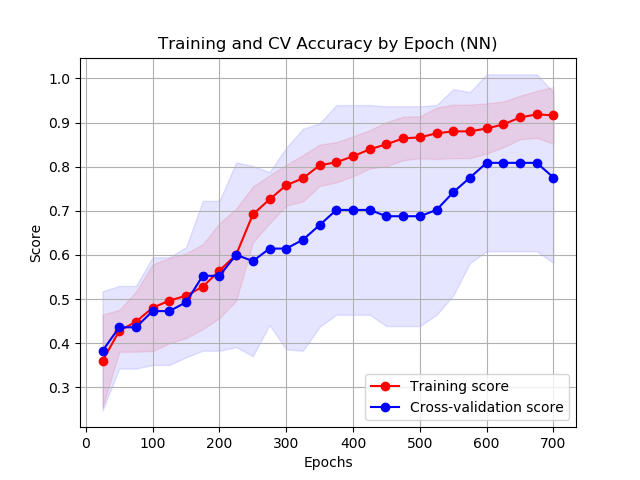 Training and CV Accuracy by Epoch (NN)
1.0
0.9
0.8
0.7
0.6
0.5
0.4
0.3
Score
Training score
Cross-validation score
0 100 200 300 400 500 600 700
Epochs